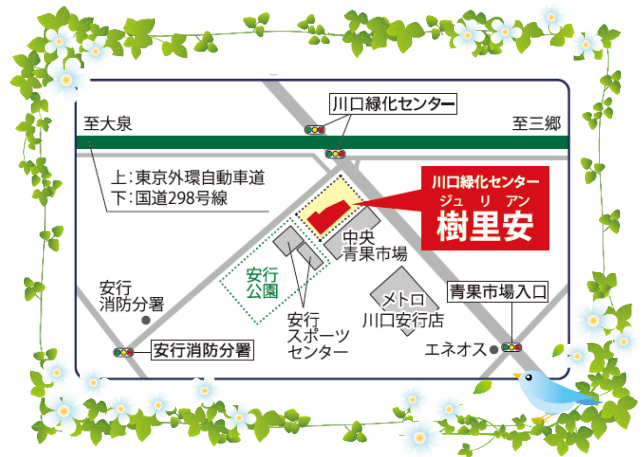 川口緑化センター
至大泉
至三郷
上：東京外環自動車道
下：国道298号線
川口緑化センター
ジュリアン
樹里安
中央
青果市場
安行
公園
安行
消防分署
安行
スポーツ
センター
メトロ
川口安行店
青果市場入口
安行消防分署
エネオス